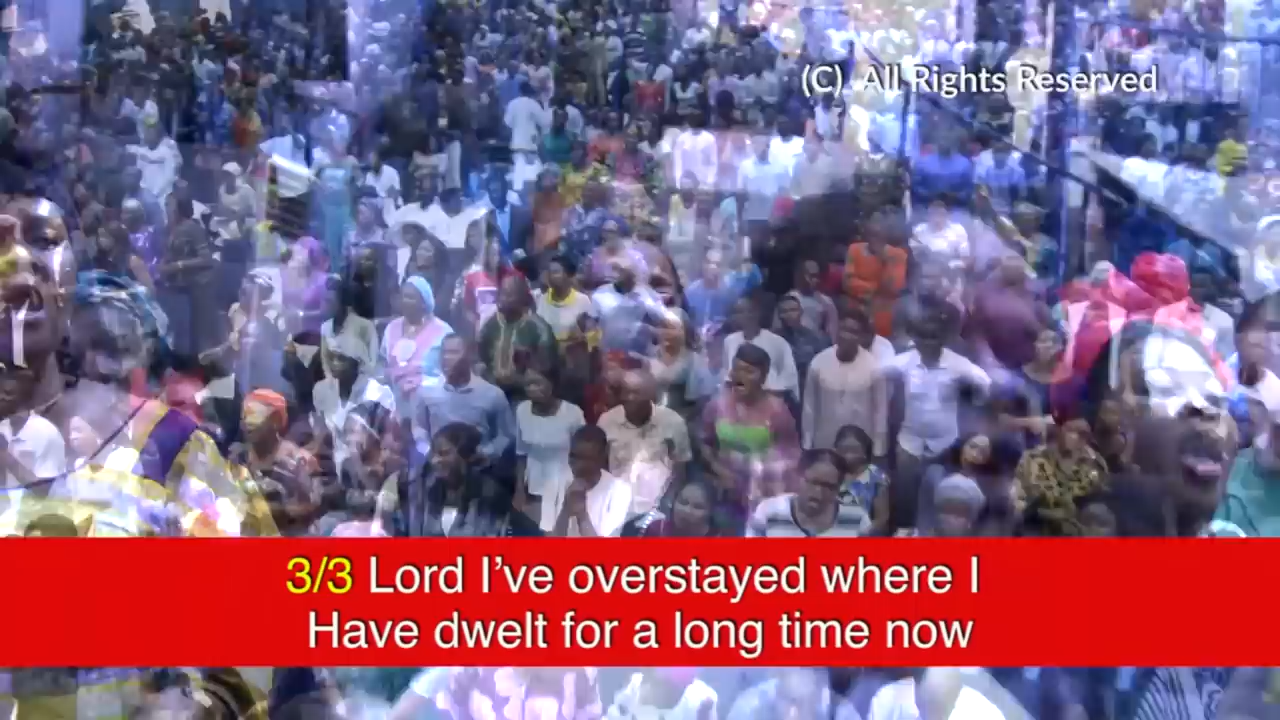 (C) All Rights Reserved
3/3 Lord I've overstayed where I
Have dwelt for a long time now